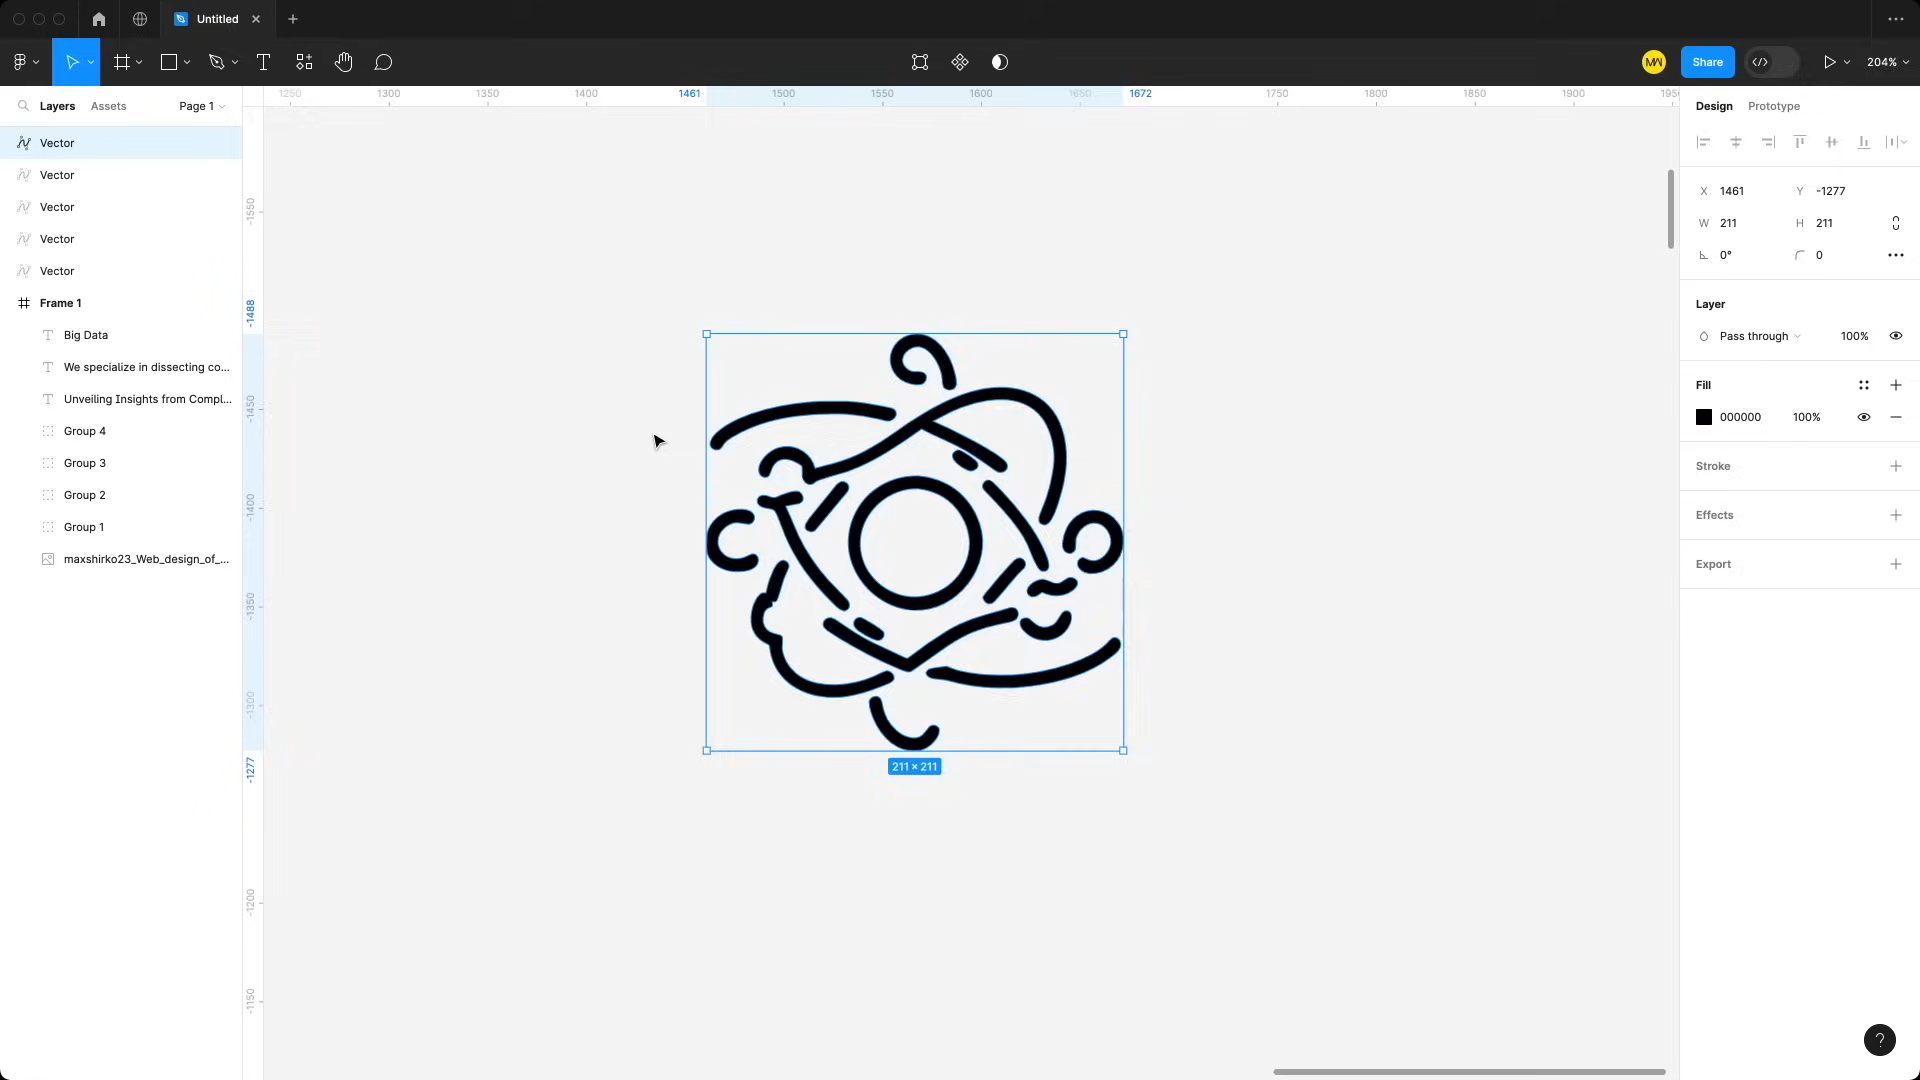 Untitled
MW
Share
204%
Layers
Assets
Page 1
1250
1300
1350
1400
1461
1500
1550
1600
1650
1672
1750
1800
1850
1900
Design
Prototype
Vector
Vector
Vector
Vector
Vector
Frame 1
Big Data
We specialize in dissecting co...
Unveiling Insights from Compl...
Group 4
Group 3
Group 2
Group 1
maxshirko23_Web_design_of_...
-1550
-1488
-1450
-1400
-1350
-1300
-1277
-1200
-1150
211 × 211
X 1461 Y -1277
W 211 H 211
0° 0
Layer
Pass through 100%
Fill
000000 100%
Stroke
Effects
Export
?